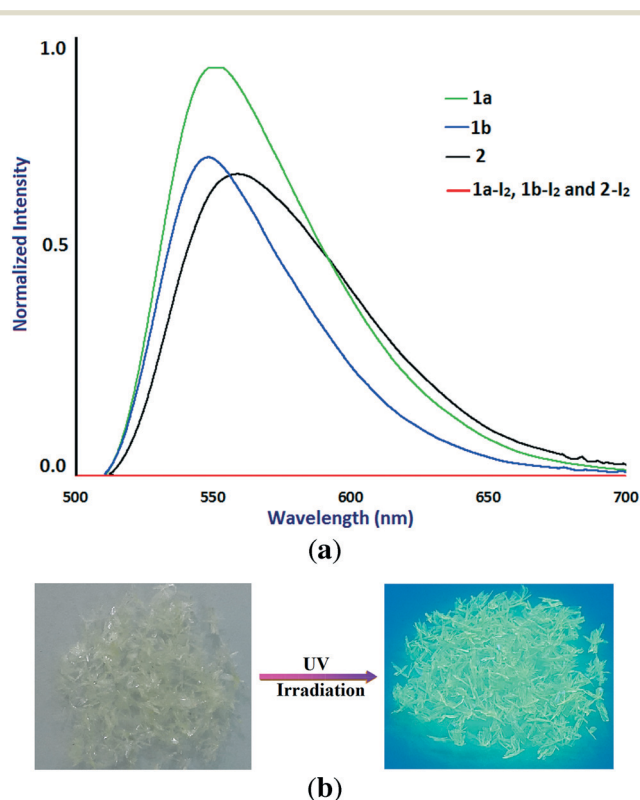 1.0
0.5
0.0
Normalized Intensity
1a
1b
2
1a-I₂, 1b-I₂ and 2-I₂
500 550 600 650 700
Wavelength (nm)
(a)
UV
Irradiation
(b)